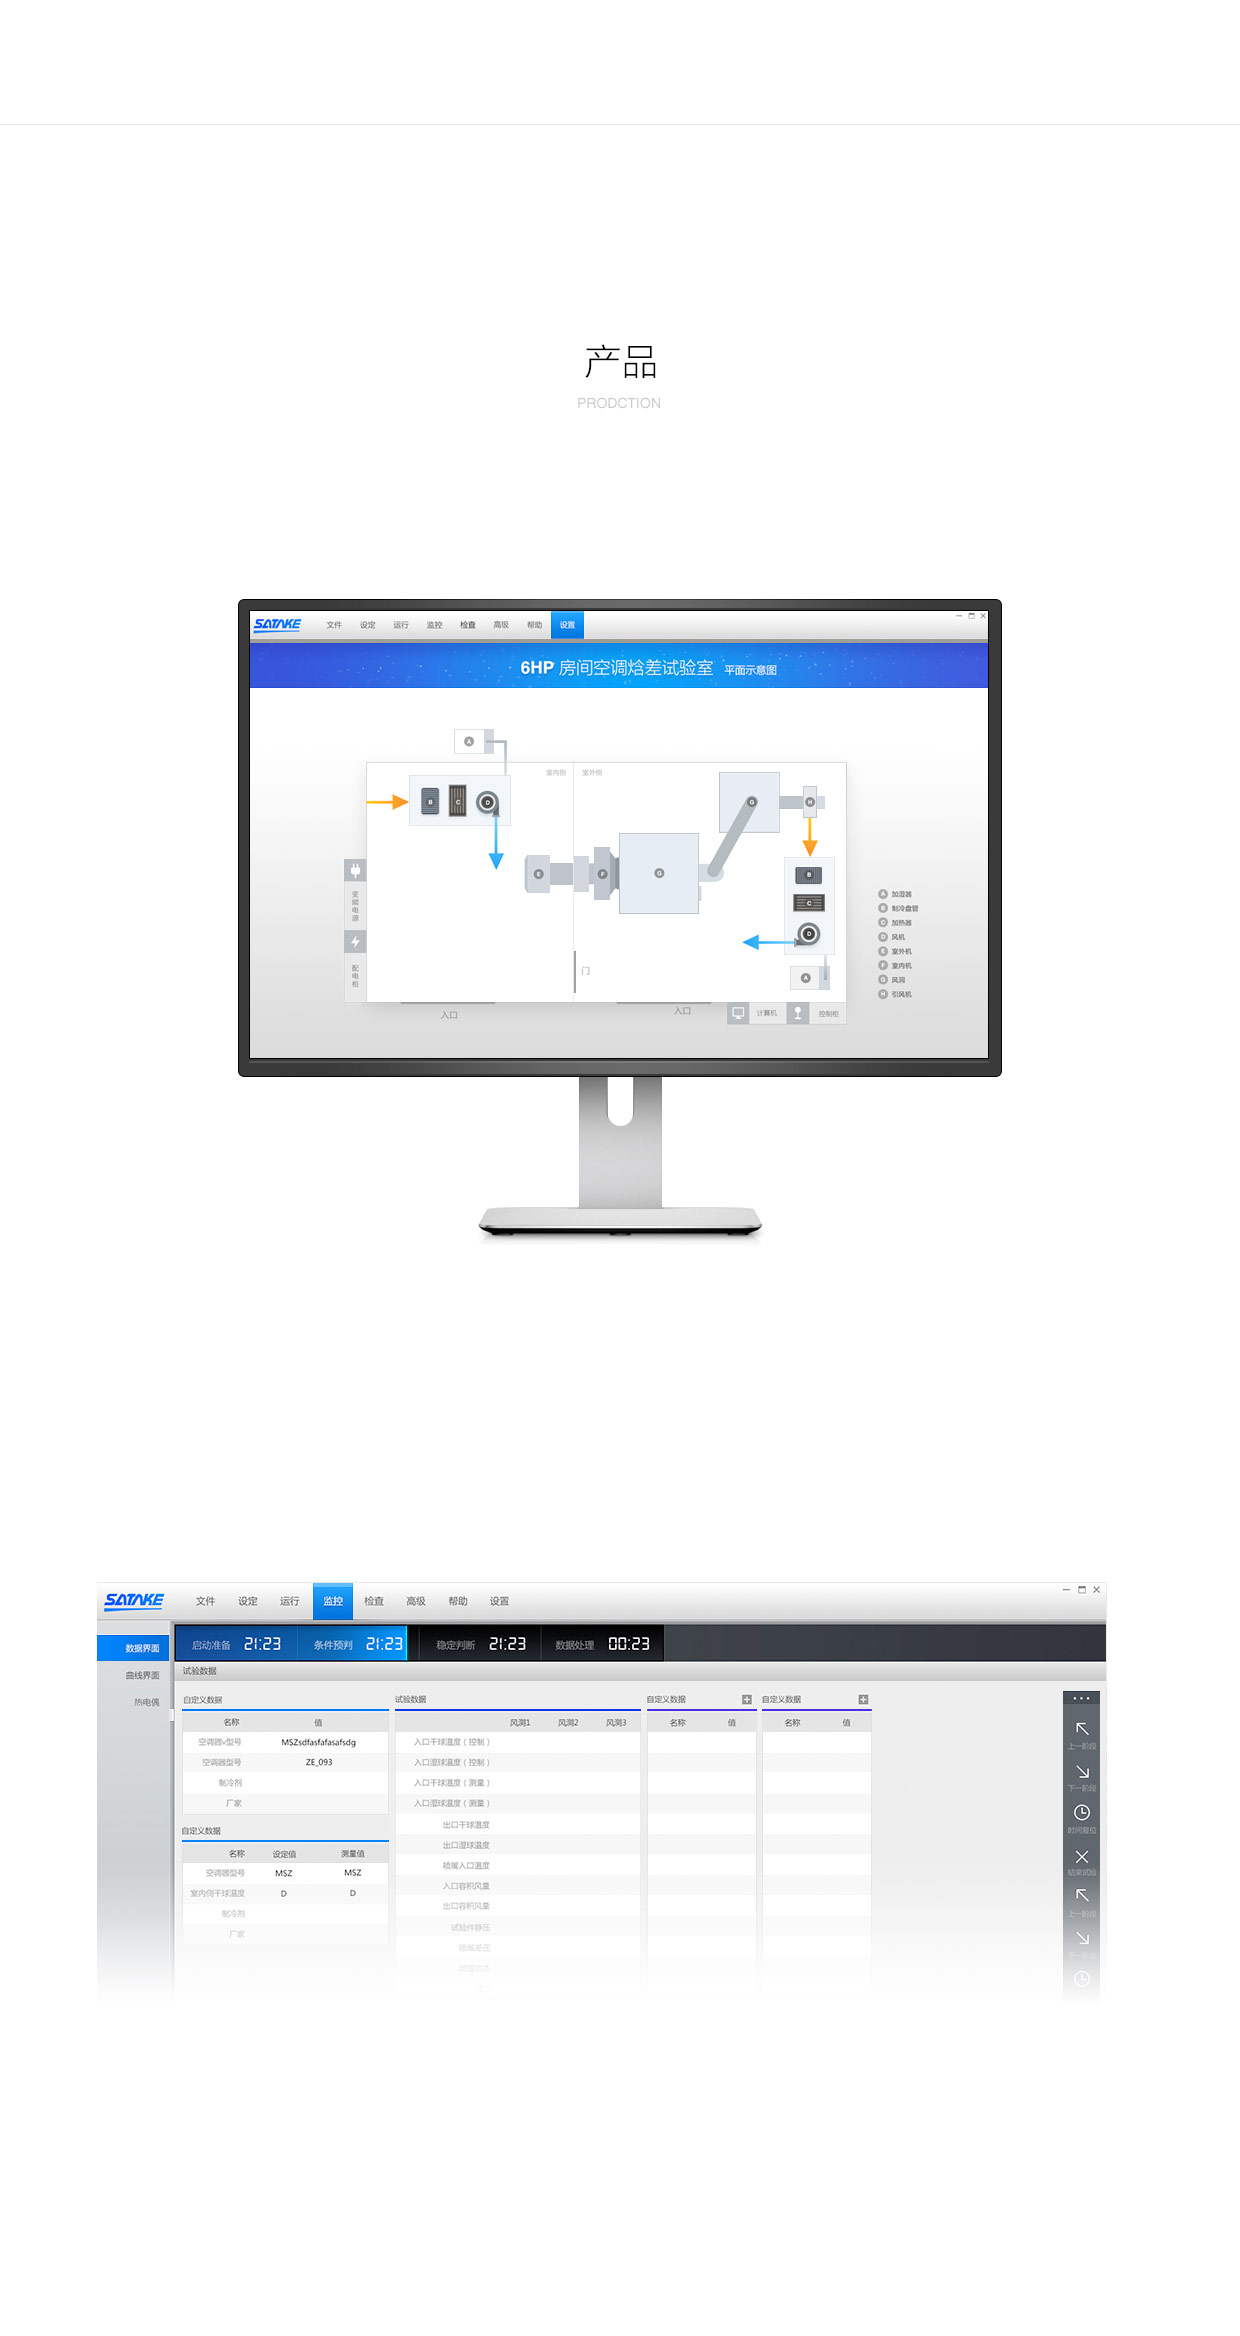 产品
PRODCTION
SATAKE 文件 设定 运行 监控 检查 高级 帮助 设置
6HP 房间空调焓差试验室 平面示意图
A
室内侧 室外侧
B C D
G H
E F G
B
C
D
A
变频电源
配电柜
门
入口
入口
计算机 控制柜
A 加湿器
B 制冷盘管
C 加热器
D 风机
E 室外机
F 室内机
G 风洞
H 引风机
SATAKE 文件 设定 运行 监控 检查 高级 帮助 设置
数据界面
曲线界面
热电偶
启动准备 21:23 条件预判 21:23 稳定判断 21:23 数据处理 00:23
试验数据
自定义数据
名称 值
空调器v型号 MSZsdfasfafasafsdg
空调器型号 ZE_093
制冷剂
厂家
自定义数据
名称 设定值 测量值
空调器型号 MSZ MSZ
室内侧干球温度 D D
制冷剂
厂家
试验数据
风洞1 风洞2 风洞3
入口干球温度（控制）
入口湿球温度（控制）
入口干球温度（测量）
入口湿球温度（测量）
出口干球温度
出口湿球温度
喷嘴入口温度
入口容积风量
出口容积风量
试验件静压
喷嘴差压
喷嘴状态
自定义数据
名称 值
自定义数据
名称 值
上一阶段
下一阶段
时间复位
结束试验
上一阶段
下一阶段